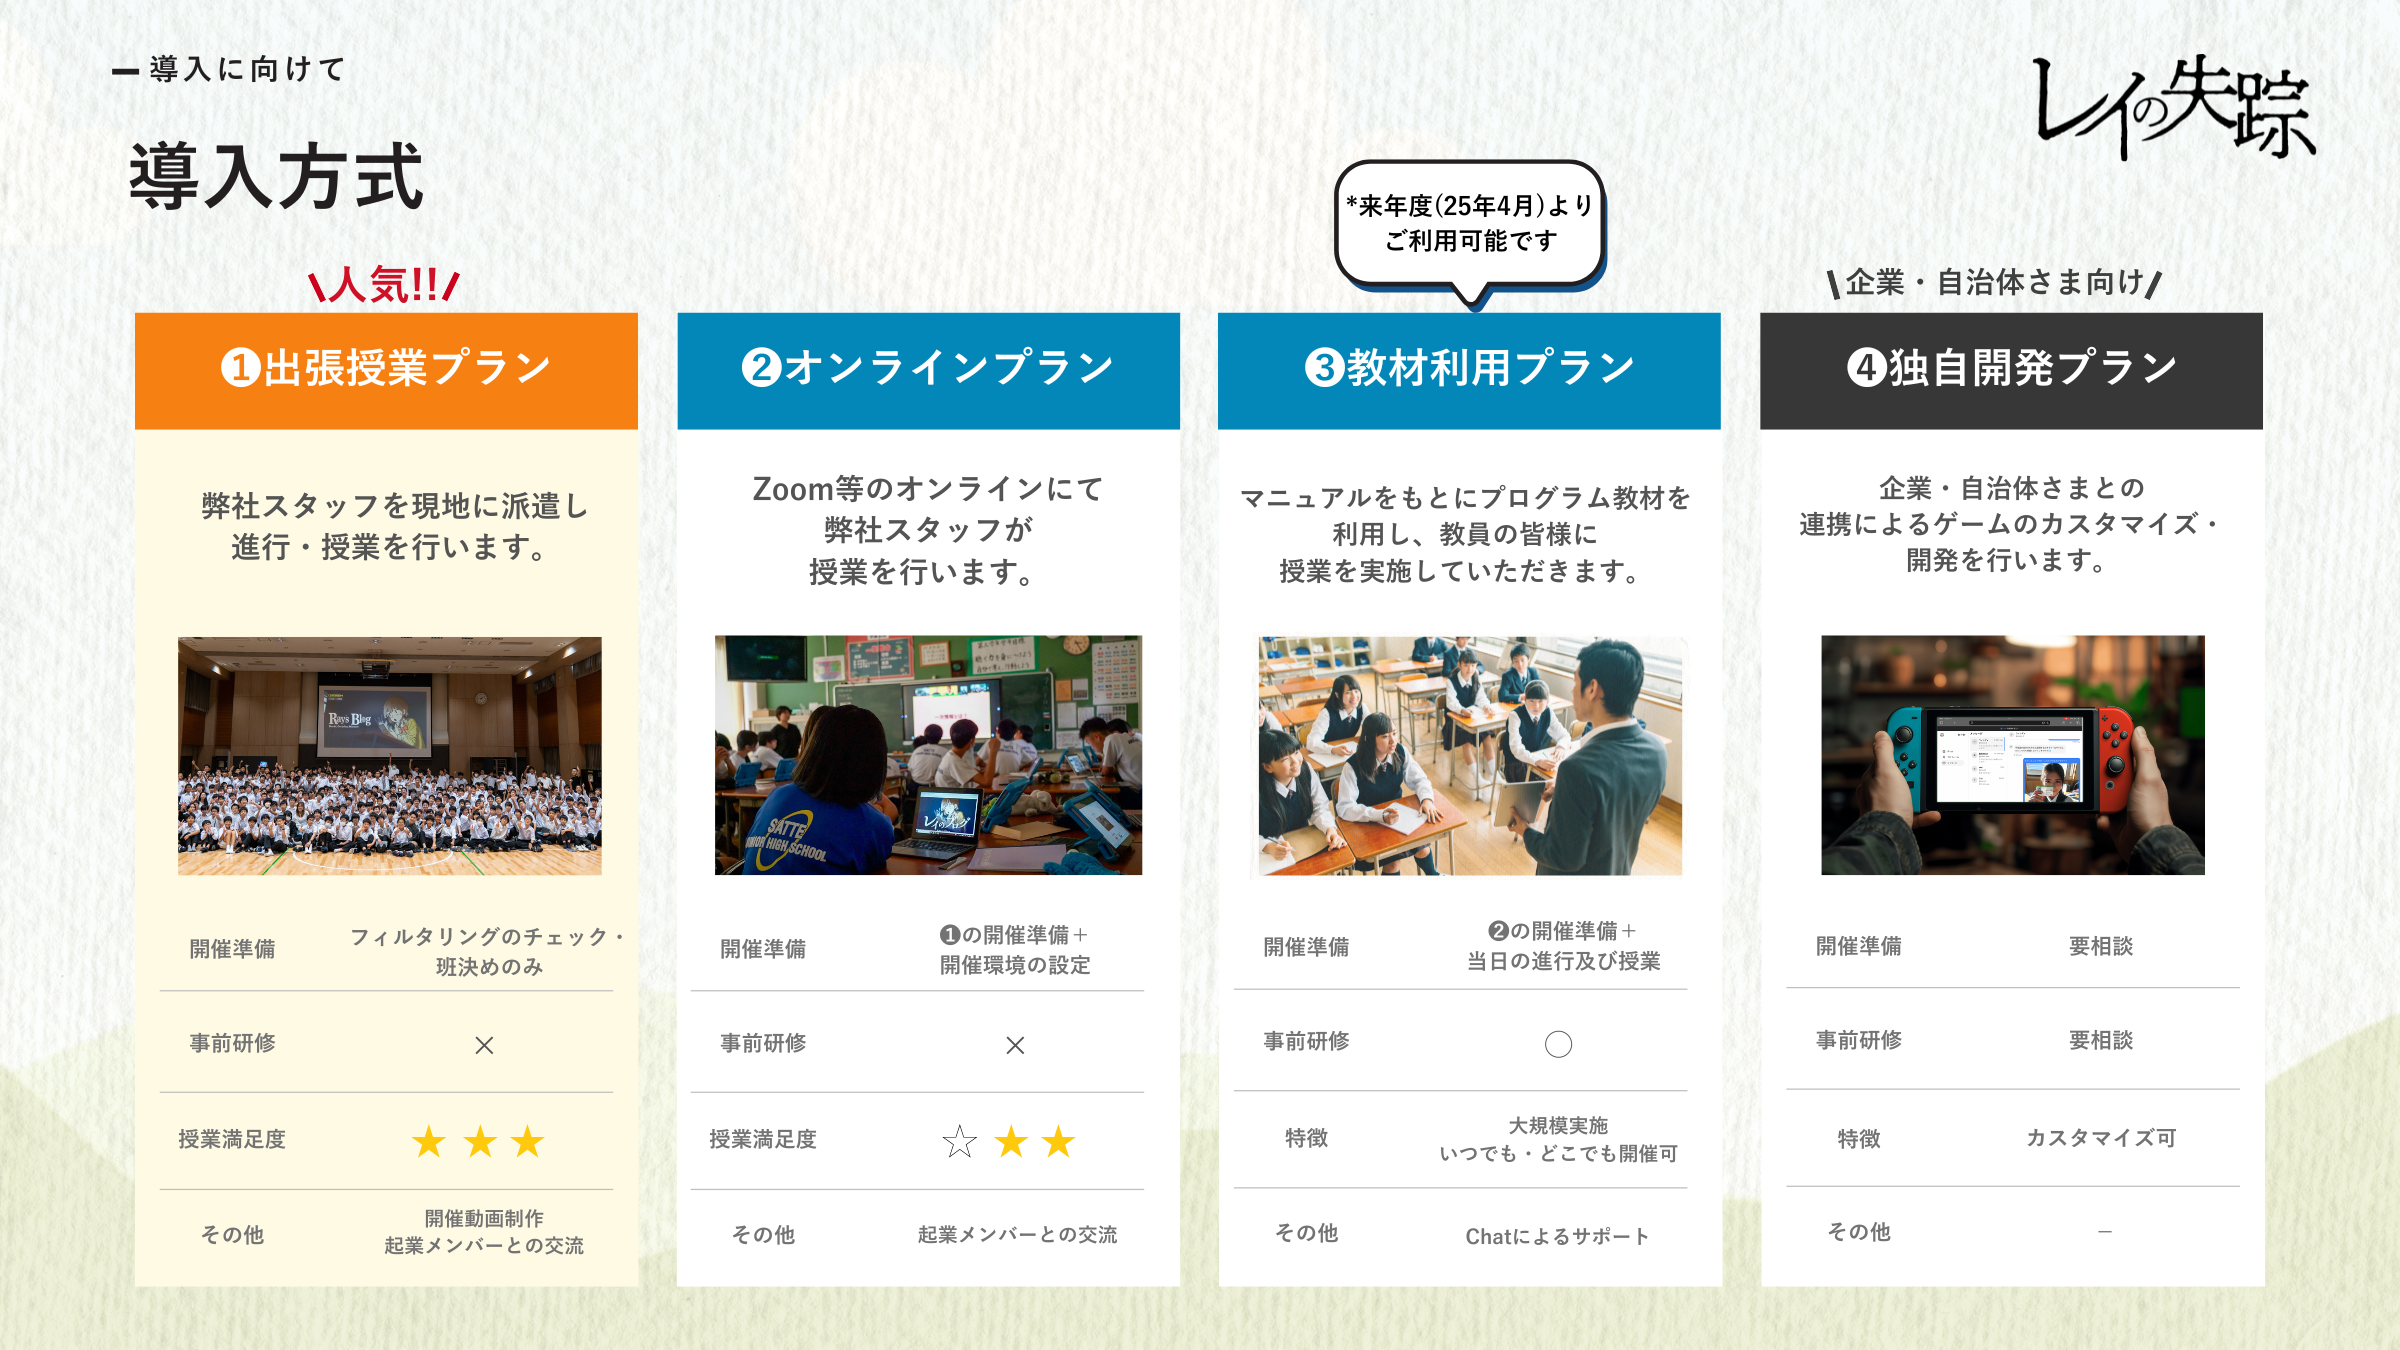 導入に向けて
レイの失踪
導入方式
*来年度(25年4月)より
ご利用可能です
人気!!
企業・自治体さま向け
❶出張授業プラン
弊社スタッフを現地に派遣し
進行・授業を行います。
Rays Blog
開催準備
フィルタリングのチェック・
班決めのみ
事前研修
×
授業満足度
★ ★ ★
その他
開催動画制作
起業メンバーとの交流
❷オンラインプラン
Zoom等のオンラインにて
弊社スタッフが
授業を行います。
SATTE
JUNIOR HIGH SCHOOL
レイのブログ
開催準備
❶の開催準備＋
開催環境の設定
事前研修
×
授業満足度
☆ ★ ★
その他
起業メンバーとの交流
❸教材利用プラン
マニュアルをもとにプログラム教材を
利用し、教員の皆様に
授業を実施していただきます。
開催準備
❷の開催準備＋
当日の進行及び授業
事前研修
○
特徴
大規模実施
いつでも・どこでも開催可
その他
Chatによるサポート
❹独自開発プラン
企業・自治体さまとの
連携によるゲームのカスタマイズ・
開発を行います。
開催準備
要相談
事前研修
要相談
特徴
カスタマイズ可
その他
－